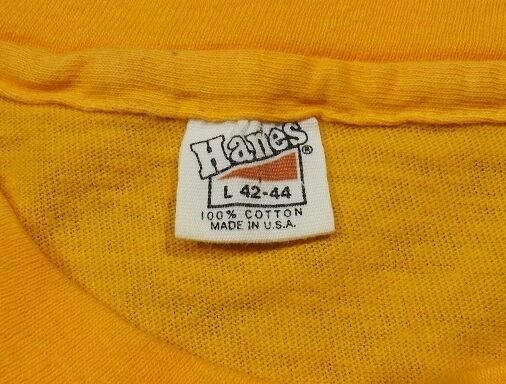 Hanes®
L 42-44
100% COTTON
MADE IN U.S.A.